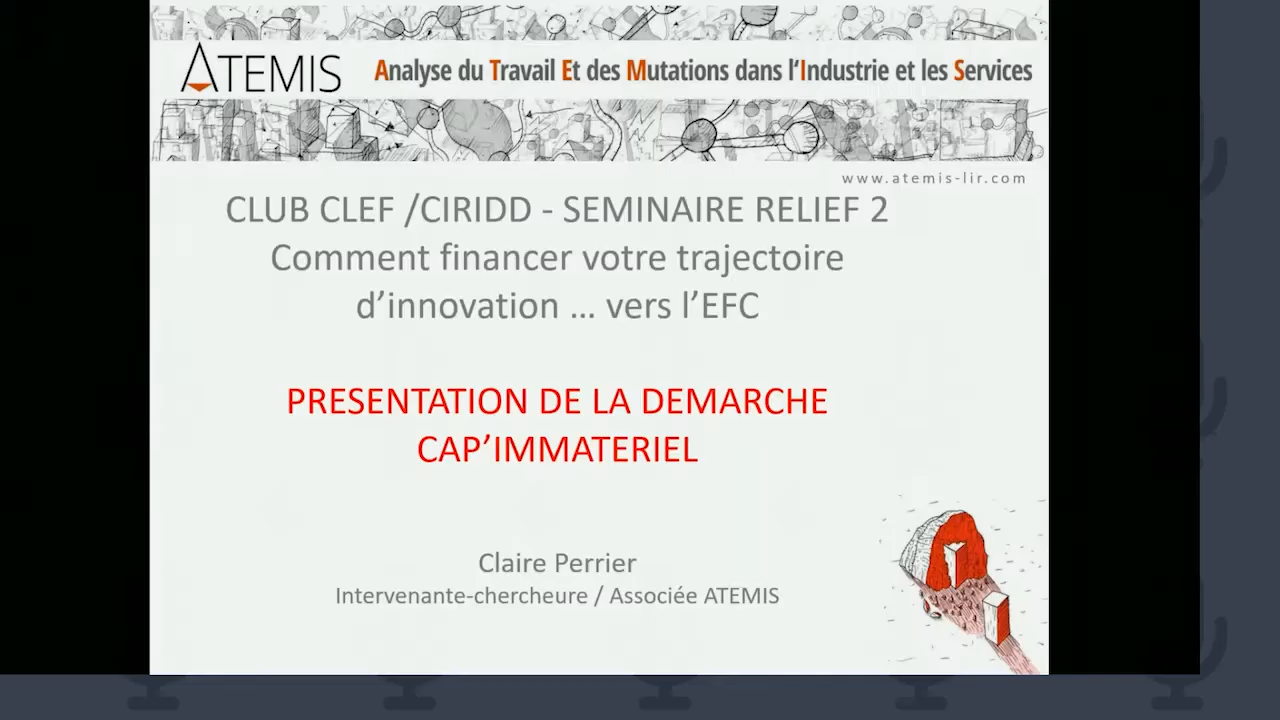 ATEMIS
Analyse du Travail Et des Mutations dans l'Industrie et les Services
www.atemis-lir.com
CLUB CLEF /CIRIDD - SEMINAIRE RELIEF 2
Comment financer votre trajectoire
d’innovation ... vers l’EFC
PRESENTATION DE LA DEMARCHE
CAP’IMMATERIEL
Claire Perrier
Intervenante-chercheure / Associée ATEMIS